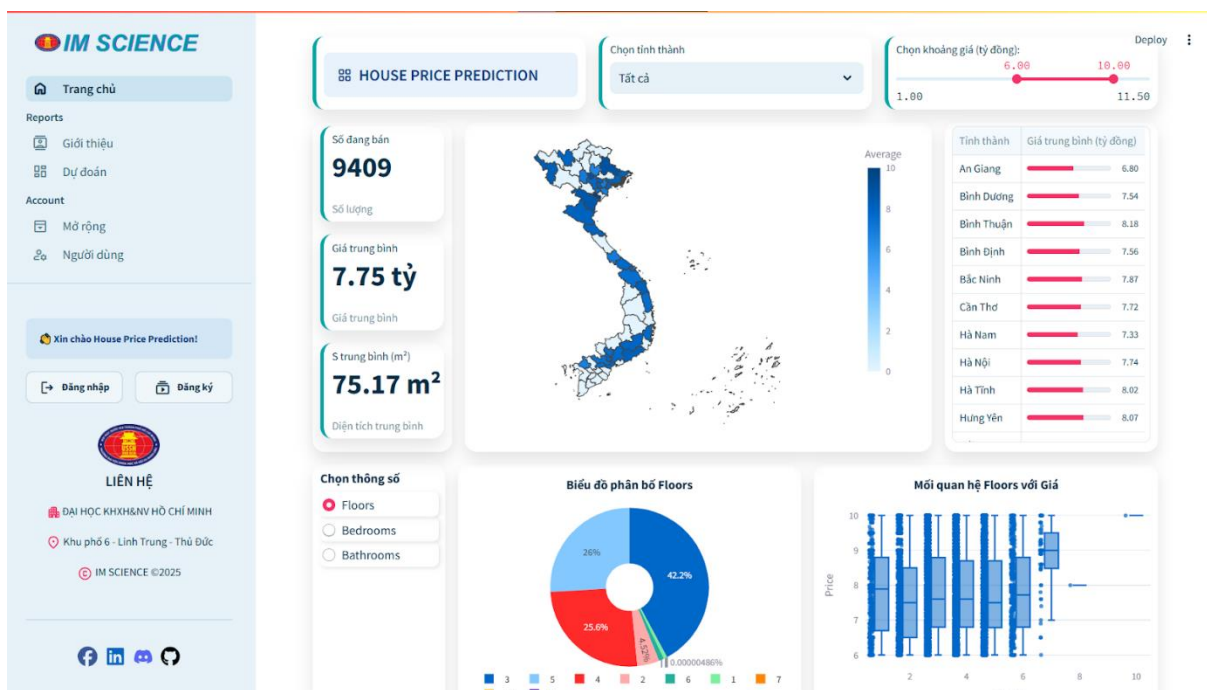 IM SCIENCE
Trang chủ
Reports
Giới thiệu
Dự đoán
Account
Mở rộng
Người dùng
Xin chào House Price Prediction!
Đăng nhập
Đăng ký
LIÊN HỆ
ĐẠI HỌC KHXH&NV HỒ CHÍ MINH
Khu phố 6 - Linh Trung - Thủ Đức
IM SCIENCE ©2025
Deploy
HOUSE PRICE PREDICTION
Chọn tỉnh thành
Tất cả
Chọn khoảng giá (tỷ đồng):
6.00 10.00
1.00 11.50
Số đang bán
9409
Số lượng
Giá trung bình
7.75 tỷ
Giá trung bình
S trung bình (m²)
75.17 m²
Diện tích trung bình
Average
10
8
6
4
2
0
Tỉnh thành Giá trung bình (tỷ đồng)
An Giang 6.80
Bình Dương 7.54
Bình Thuận 8.18
Bình Định 7.56
Bắc Ninh 7.87
Cần Thơ 7.72
Hà Nam 7.33
Hà Nội 7.74
Hà Tĩnh 8.02
Hưng Yên 8.07
Chọn thông số
Floors
Bedrooms
Bathrooms
Biểu đồ phân bố Floors
42.2%
26%
25.6%
4.52%
0.00000486%
3 5 4 2 6 1 7
Mối quan hệ Floors với Giá
Price
10
9
8
7
6
2 4 6 8 10